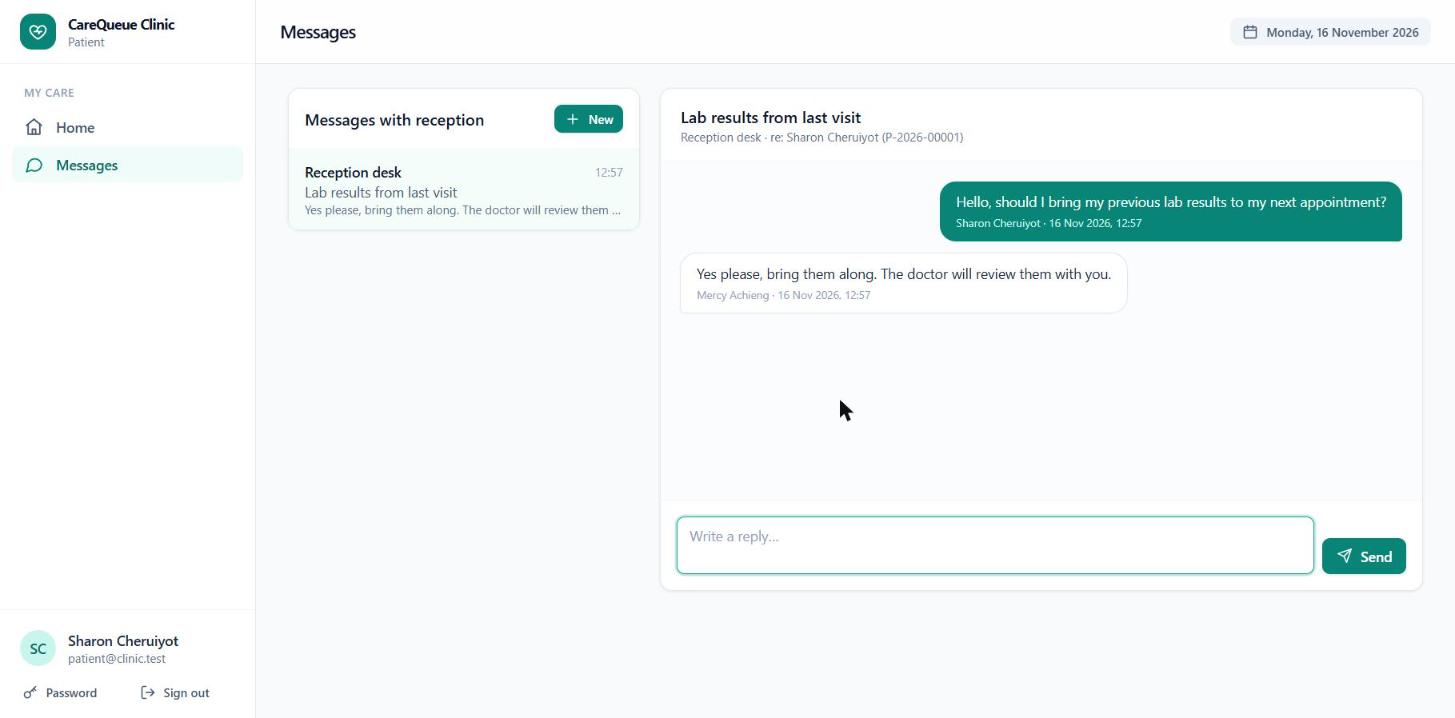 CareQueue Clinic
Patient
MY CARE
Home
Messages
Sharon Cheruiyot
SC
patient@clinic.test
Password
Sign out
Messages
Monday, 16 November 2026
Messages with reception
New
Reception desk
12:57
Lab results from last visit
Yes please, bring them along. The doctor will review them ...
Lab results from last visit
Reception desk · re: Sharon Cheruiyot (P-2026-00001)
Hello, should I bring my previous lab results to my next appointment?
Sharon Cheruiyot · 16 Nov 2026, 12:57
Yes please, bring them along. The doctor will review them with you.
Mercy Achieng · 16 Nov 2026, 12:57
Write a reply...
Send